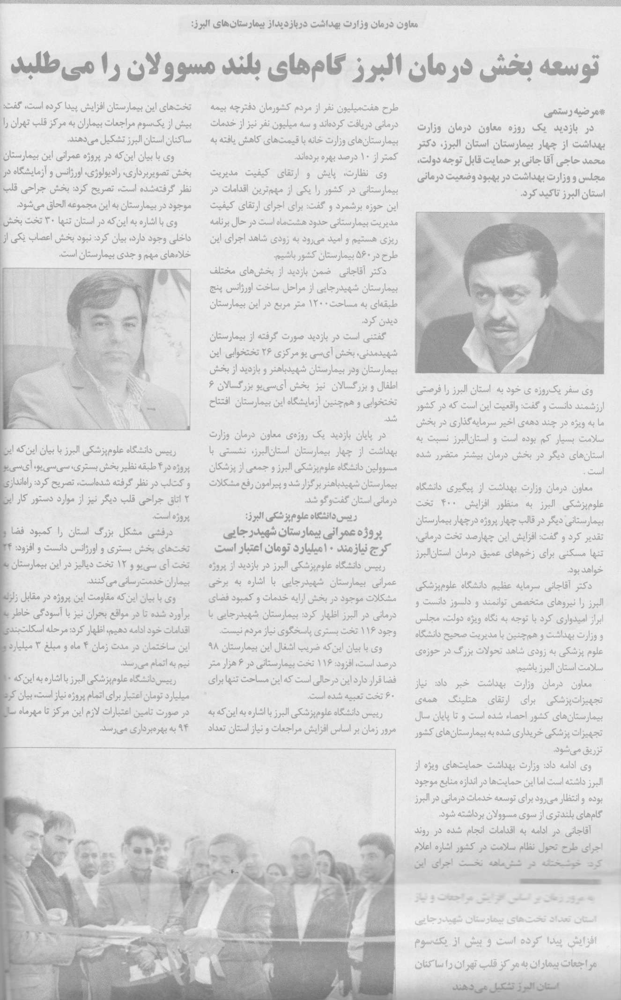 معاون درمان وزارت بهداشت دربازدیداز بیمارستان‌های البرز:
توسعه بخش درمان البرز گام‌های بلند مسوولان را می‌طلبد
*مرضیه رستمی
در بازدید یک روزه معاون درمان وزارت
بهداشت از چهار بیمارستان استان البرز، دکتر
محمد حاجی آقا جانی بر حمایت قابل توجه دولت،
مجلس و وزارت بهداشت در بهبود وضعیت درمانی
استان البرز تاکید کرد.
وی سفر یک‌روزه ی خود به استان البرز را فرصتی
ارزشمند دانست و گفت: واقعیت این است که در کشور
ما به ویژه در چند دهه‌ی اخیر سرمایه‌گذاری در بخش
سلامت بسیار کم بوده است و استان‌البرز نسبت به
استان‌های دیگر در بخش درمان بیشتر متضرر شده
است .
معاون درمان وزارت بهداشت از پیگیری دانشگاه
علوم‌پزشکی البرز به منظور افزایش ۴۰۰ تخت
بیمارستانی دیگر در قالب چهار پروژه درچهار بیمارستان
تقدیر کرد و گفت: افزایش این چهارصد تخت درمانی،
تنها مسکنی برای زخم‌های عمیق درمان استان‌البرز
خواهد بود.
دکتر آقاجانی سرمایه عظیم دانشگاه علوم‌پزشکی
البرز را نیروهای متخصص توانمند و دلسوز دانست و
ابراز امیدواری کرد با توجه به نگاه ویژه دولت، مجلس
و وزارت بهداشت و هم‌چنین با مدیریت صحیح دانشگاه
علوم پزشکی به زودی شاهد تحولات بزرگ در حوزه‌ی
سلامت استان البرز باشیم.
معاون درمان وزارت بهداشت خبر داد: نیاز
تجهیزات‌پزشکی برای ارتقای هتلینگ همه‌ی
بیمارستان‌های کشور احصاء شده است و تا پایان سال
تجهیزات پزشکی خریداری شده به بیمارستان‌های کشور
تزریق می‌شود.
وی ادامه داد: وزارت بهداشت حمایت‌های ویژه از
البرز داشته است اما این حمایت‌ها در اندازه منابع موجود
بوده و انتظار می‌رود برای توسعه خدمات درمانی در البرز
گام‌های بلندتری از سوی مسوولان برداشته شود.
آقاجانی در ادامه به اقدامات انجام شده در روند
اجرای طرح تحول نظام سلامت در کشور اشاره اعلام
کرد: خوشبختانه در شش‌ماهه نخست اجرای این
طرح هفت‌میلیون نفر از مردم کشورمان دفترچه بیمه
درمانی دریافت کرده‌اند و سه میلیون نفر نیز از خدمات
بیمارستان‌های وزارت خانه با قیمت‌های کاهش یافته به
کمتر از ۱۰ درصد بهره برده‌اند.
وی نظارت، پایش و ارتقای کیفیت مدیریت
بیمارستانی در کشور را یکی از مهم‌ترین اقدامات در
این حوزه برشمرد و گفت: برای اجرای ارتقای کیفیت
مدیریت بیمارستانی حدود هشت‌ماه است در حال برنامه
ریزی هستیم و امید می‌رود به زودی شاهد اجرای این
طرح در۵۶۰ بیمارستان کشور باشیم.
دکتر آقاجانی ضمن بازدید از بخش‌های مختلف
بیمارستان شهیدرجایی از مراحل ساخت اورژانس پنج
طبقه‌ای به مساحت۱۲۰۰ متر مربع در این بیمارستان
دیدن کرد.
گفتنی است در بازدید صورت گرفته از بیمارستان
شهیدمدنی، بخش آی‌سی یو مرکزی ۲۶ تختخوابی این
بیمارستان ودر بیمارستان شهیدباهنر و بازدید از بخش
اطفال و بزرگسالان نیز بخش آی‌سی‌یو بزرگسالان ۶
تختخوابی و هم‌چنین آزمایشگاه این بیمارستان افتتاح
شد.
در پایان بازدید یک روزه‌ی معاون درمان وزارت
بهداشت از چهار بیمارستان استان‌البرز، نشستی با
مسوولین دانشگاه علوم‌پزشکی البرز و جمعی از پزشکان
بیمارستان شهیدباهنر برگزار شد و پیرامون رفع مشکلات
درمانی استان گفت‌وگو شد.
رییس‌دانشگاه علوم‌پزشکی البرز:
پروژه عمرانی بیمارستان شهیدرجایی
کرج نیازمند ۱۰میلیارد تومان اعتبار است
رییس دانشگاه علوم‌پزشکی البرز در بازدید از پروژه
عمرانی بیمارستان شهیدرجایی با اشاره به برخی
مشکلات موجود در بخش ارایه خدمات و کمبود فضای
درمانی در البرز اظهار کرد: بیمارستان شهیدرجایی با
وجود ۱۱۶ تخت بستری پاسخگوی نیاز مردم نیست.
وی با بیان این‌که ضریب اشغال این بیمارستان ۹۸
درصد است، افزود: ۱۱۶ تخت بیمارستانی در ۶ هزار متر
فضا قرار دارد این درحالی است که این مساحت تنها برای
۶۰ تخت تعبیه شده است.
رییس دانشگاه علوم‌پزشکی البرز با اشاره به این‌که به
مرور زمان بر اساس افزایش مراجعات و نیاز استان تعداد
تخت‌های این بیمارستان افزایش پیدا کرده است، گفت:
بیش از یک‌سوم مراجعات بیماران به مرکز قلب تهران را
ساکنان استان البرز تشکیل می‌دهند.
وی با بیان این‌که در پروژه عمرانی این بیمارستان
بخش تصویربرداری، رادیولوژی، اورژانس و آزمایشگاه در
نظر گرفته‌شده است، تصریح کرد: بخش جراحی قلب
موجود در بیمارستان به این مجموعه الحاق می‌شود.
وی با اشاره به این‌که در استان تنها ۳۰ تخت بخش
داخلی وجود دارد، بیان کرد: نبود بخش اعصاب یکی از
خلاءهای مهم و جدی بیمارستان است.
رییس دانشگاه علوم‌پزشکی البرز با بیان این‌که این
پروژه در۴ طبقه نظیر بخش بستری، سی‌سی‌یو، آی‌سی‌یو
و کت‌لب در نظر گرفته شده‌است، تصریح کرد: راه‌اندازی
۲ اتاق جراحی قلب دیگر نیز از موارد دستور کار این
پروژه است.
درفشی مشکل بزرگ استان را کمبود فضا و
تخت‌های بخش بستری و اورژانس دانست و افزود: ۲۴
تخت آی سی‌یو و ۱۲ تخت دیالیز در این بیمارستان به
بیماران خدمت‌رسانی می‌کنند.
وی با بیان این‌که مقاومت این پروژه در مقابل زلزله
برآورد شده تا در مواقع بحران نیز با آسودگی خاطر به
اقدامات خود ادامه دهیم، اظهار کرد: مرحله اسکلت‌بندی
این ساختمان در مدت زمان ۴ ماه و مبلغ ۳ میلیارد و
نیم به اتمام می‌رسد.
رییس‌دانشگاه علوم‌پزشکی البرز با اشاره به این‌که ۱۰
میلیارد تومان اعتبار برای اتمام پروژه نیاز است، بیان کرد:
در صورت تامین اعتبارات لازم این مرکز تا مهرماه سال
۹۴ به بهره‌برداری می‌رسد.
به مرور زمان بر اساس افزایش مراجعات و نیاز
استان تعداد تخت‌های بیمارستان شهیدرجایی
افزایش پیدا کرده است و بیش از یک‌سوم
مراجعات بیماران به مرکز قلب تهران را ساکنان
استان البرز تشکیل می‌دهند